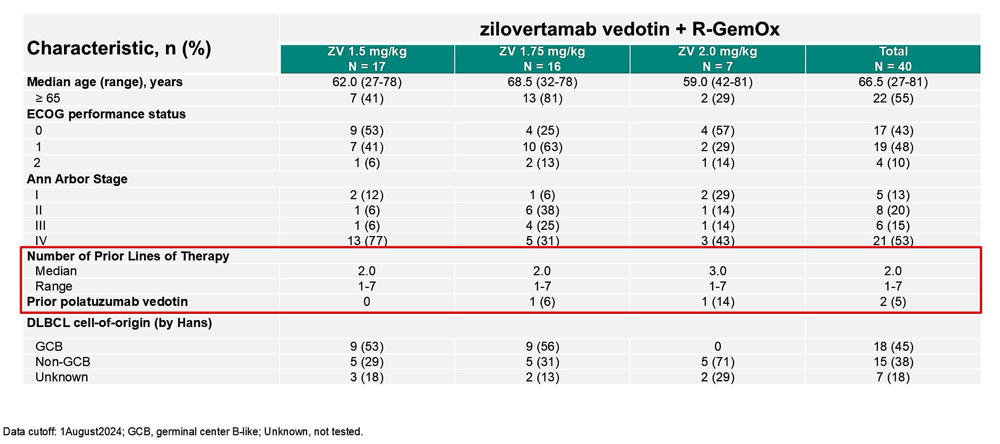 zilovertamab vedotin + R-GemOx
Characteristic, n (%)
ZV 1.5 mg/kg N = 17 ZV 1.75 mg/kg N = 16 ZV 2.0 mg/kg N = 7 Total N = 40
Median age (range), years 62.0 (27-78) 68.5 (32-78) 59.0 (42-81) 66.5 (27-81)
≥ 65 7 (41) 13 (81) 2 (29) 22 (55)
ECOG performance status
0 9 (53) 4 (25) 4 (57) 17 (43)
1 7 (41) 10 (63) 2 (29) 19 (48)
2 1 (6) 2 (13) 1 (14) 4 (10)
Ann Arbor Stage
I 2 (12) 1 (6) 2 (29) 5 (13)
II 1 (6) 6 (38) 1 (14) 8 (20)
III 1 (6) 4 (25) 1 (14) 6 (15)
IV 13 (77) 5 (31) 3 (43) 21 (53)
Number of Prior Lines of Therapy
Median 2.0 2.0 3.0 2.0
Range 1-7 1-7 1-7 1-7
Prior polatuzumab vedotin 0 1 (6) 1 (14) 2 (5)
DLBCL cell-of-origin (by Hans)
GCB 9 (53) 9 (56) 0 18 (45)
Non-GCB 5 (29) 5 (31) 5 (71) 15 (38)
Unknown 3 (18) 2 (13) 2 (29) 7 (18)
Data cutoff: 1August2024; GCB, germinal center B-like; Unknown, not tested.